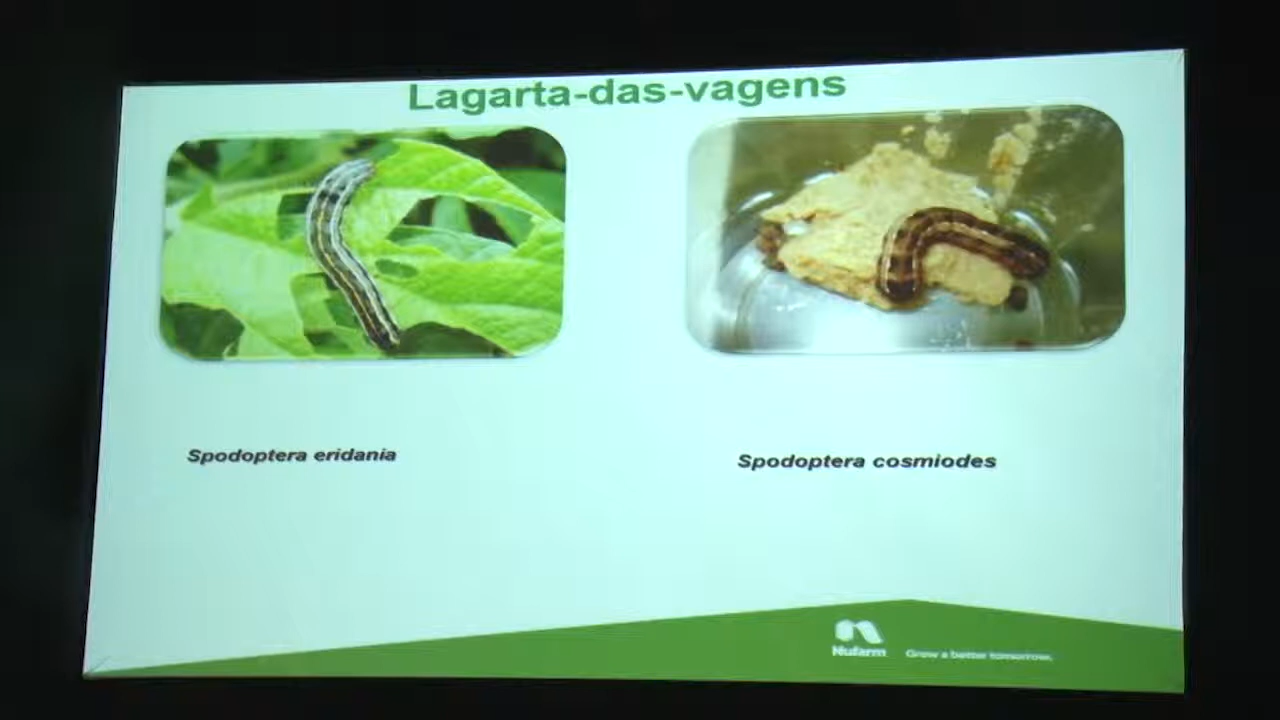 Lagarta-das-vagens
Spodoptera eridania
Spodoptera cosmiodes
Nufarm
Grow a better tomorrow.